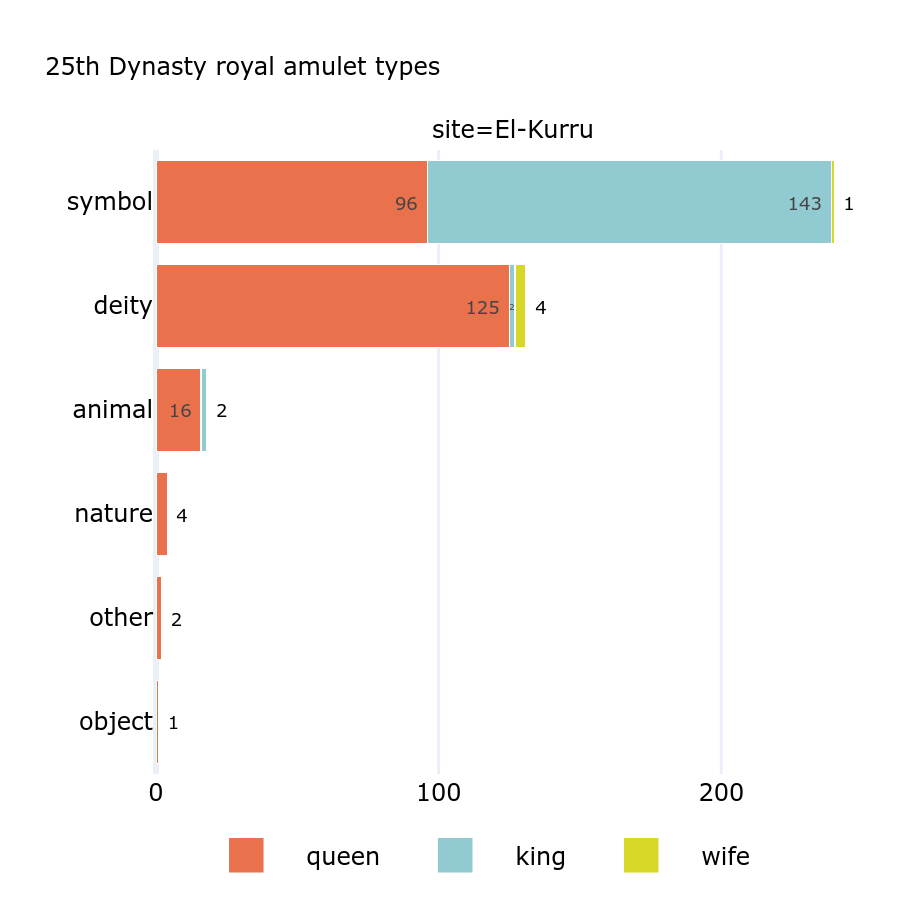 25th Dynasty royal amulet types
site=El-Kurru
symbol 96 143 1
deity 125 2 4
animal 16 2
nature 4
other 2
object 1
0 100 200
queen king wife